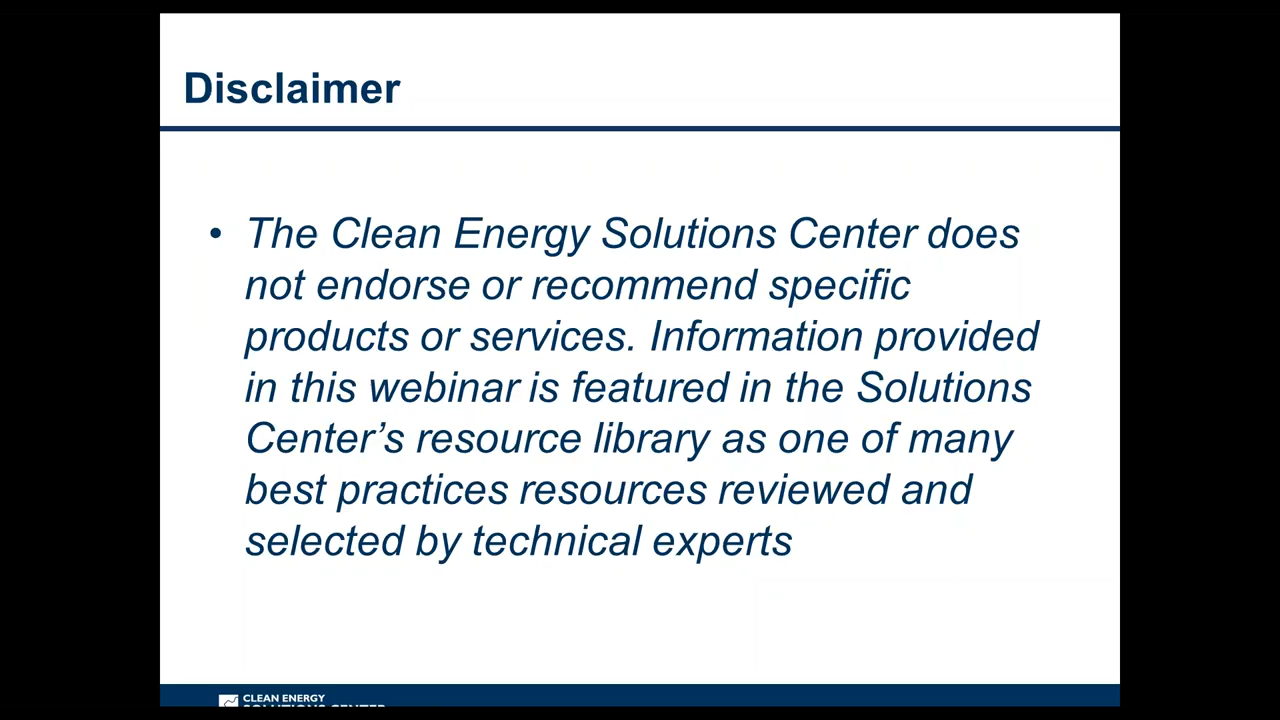 Disclaimer
• The Clean Energy Solutions Center does
not endorse or recommend specific
products or services. Information provided
in this webinar is featured in the Solutions
Center’s resource library as one of many
best practices resources reviewed and
selected by technical experts
CLEAN ENERGY
SOLUTIONS CENTER